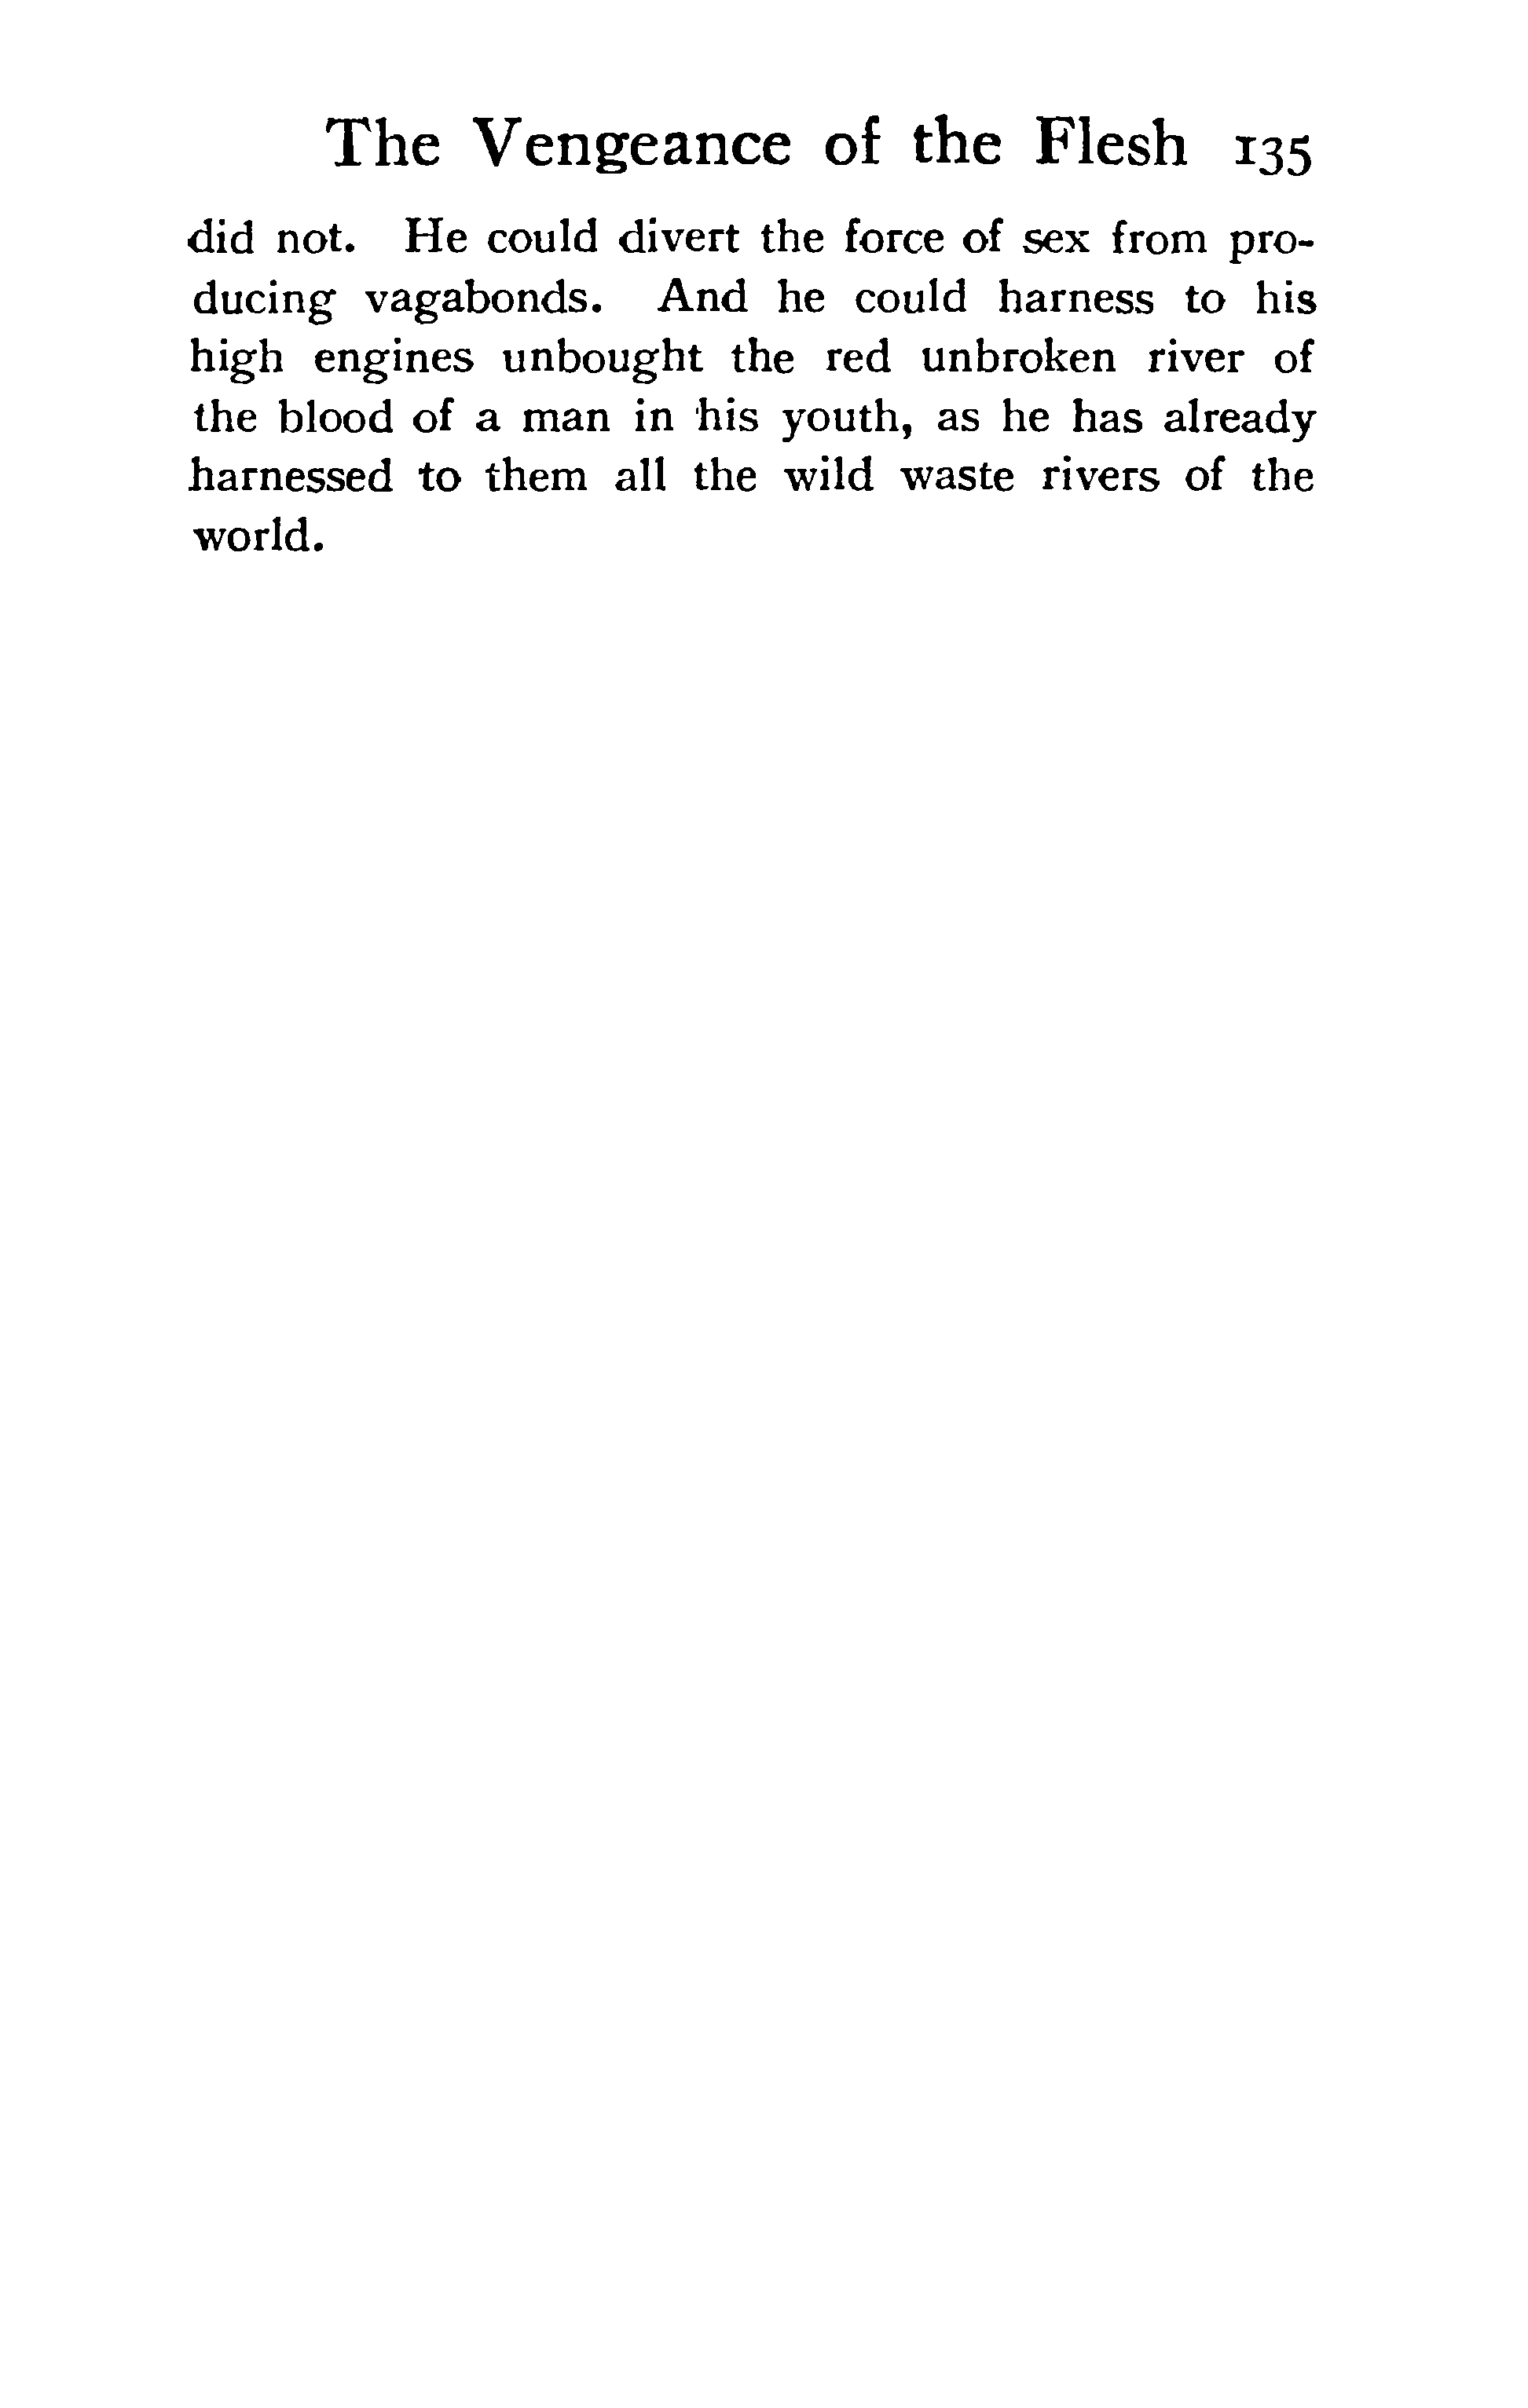 The Vengeance of the Flesh 135
did not. He could divert the force of sex from pro-
ducing vagabonds. And he could harness to his
high engines unbought the red unbroken river of
the blood of a man in his youth, as he has already
harnessed to them all the wild waste rivers of the
world.